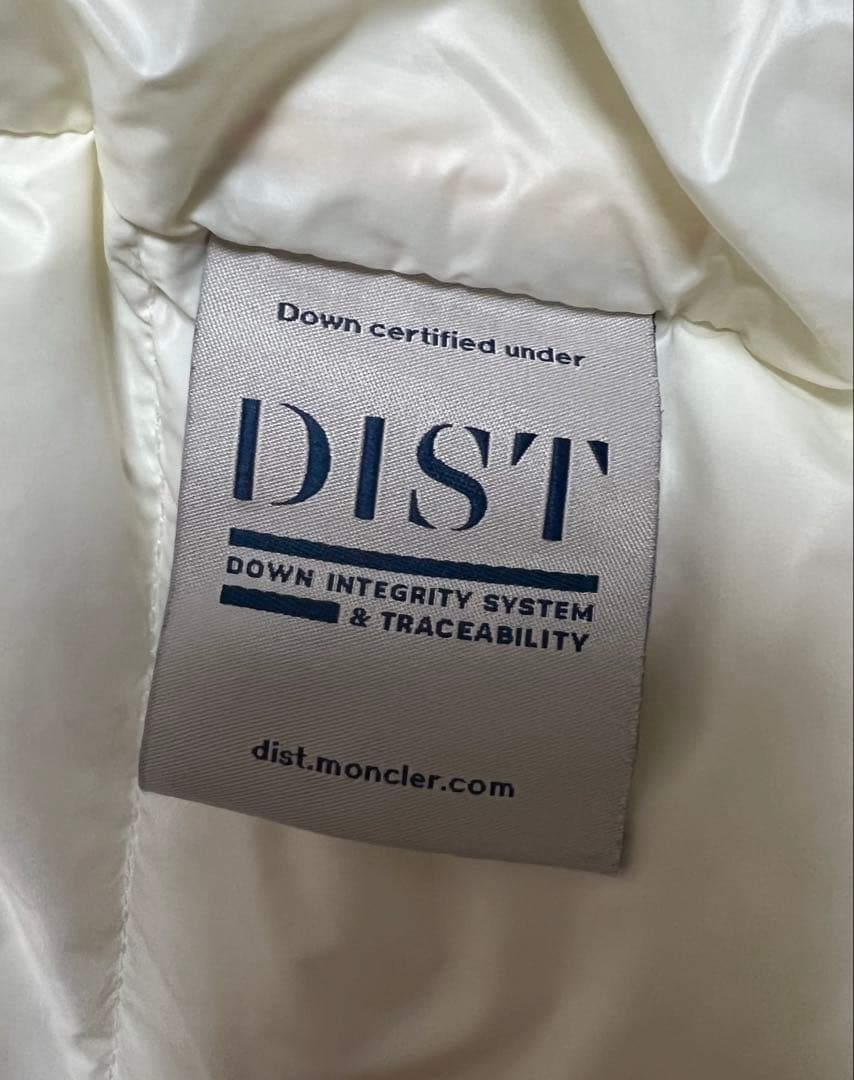 Down certified under
DIST
DOWN INTEGRITY SYSTEM
& TRACEABILITY
dist.moncler.com